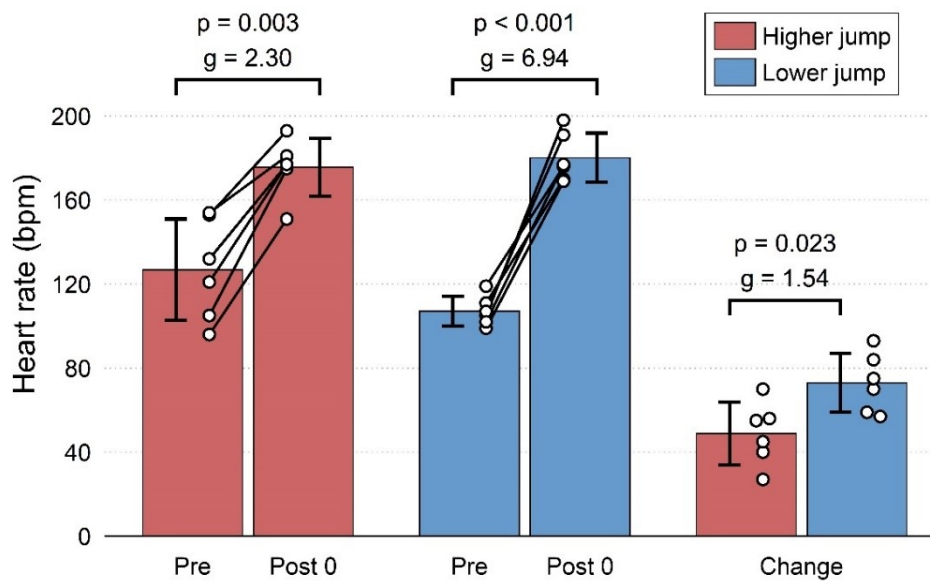 p = 0.003
g = 2.30
p < 0.001
g = 6.94
Higher jump
Lower jump
Heart rate (bpm)
200
160
120
80
40
0
p = 0.023
g = 1.54
Pre
Post 0
Pre
Post 0
Change